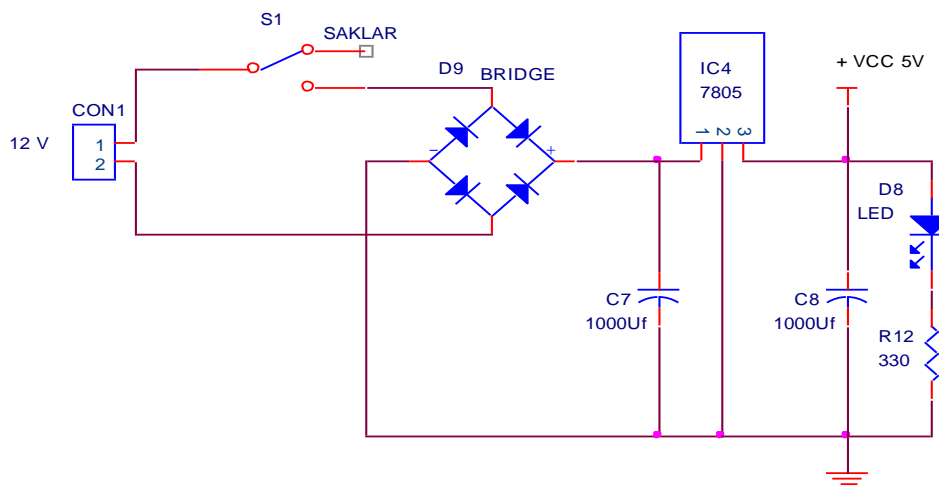 S1
SAKLAR
D9
BRIDGE
IC4
7805
1 2 3
+ VCC 5V
CON1
12 V
1
2
-
+
D8
LED
C7
1000Uf
C8
1000Uf
R12
330